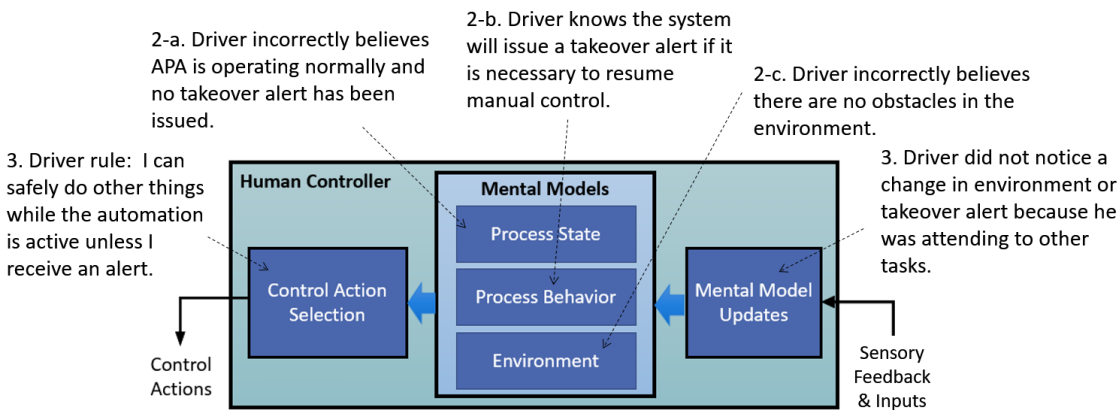 2-a. Driver incorrectly believes
APA is operating normally and
no takeover alert has been
issued.
2-b. Driver knows the system
will issue a takeover alert if it
is necessary to resume
manual control.
2-c. Driver incorrectly believes
there are no obstacles in the
environment.
3. Driver rule:  I can
safely do other things
while the automation
is active unless I
receive an alert.
3. Driver did not notice a
change in environment or
takeover alert because he
was attending to other
tasks.
Human Controller
Mental Models
Process State
Process Behavior
Environment
Control Action
Selection
Mental Model
Updates
Control
Actions
Sensory
Feedback
& Inputs